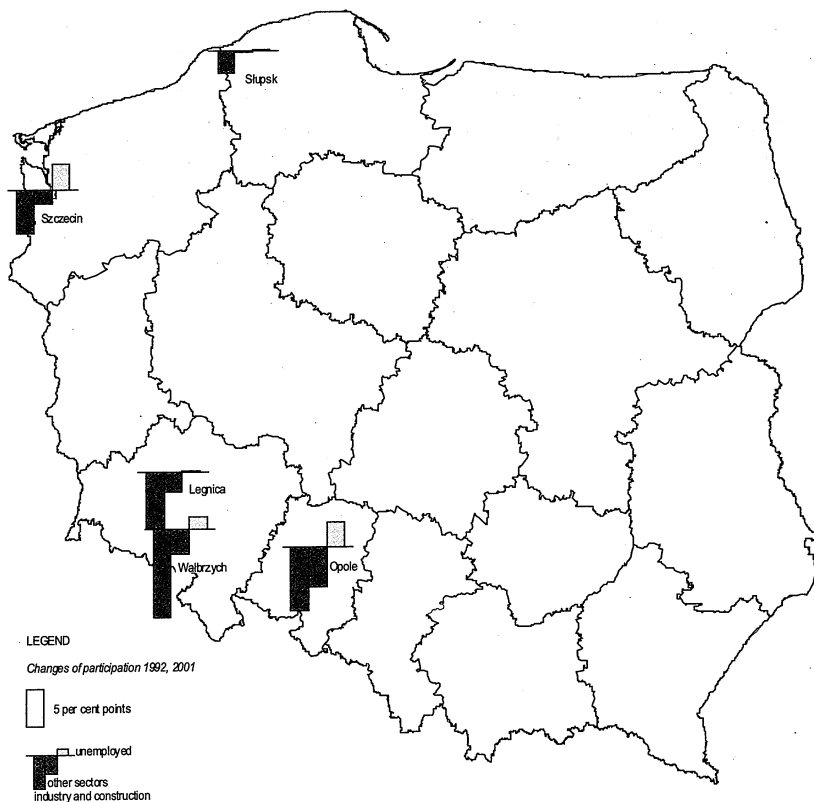 Słupsk
Szczecin
Legnica
Wałbrzych
Opole
LEGEND
Changes of participation 1992, 2001
5 per cent points
unemployed
other sectors
industry and construction